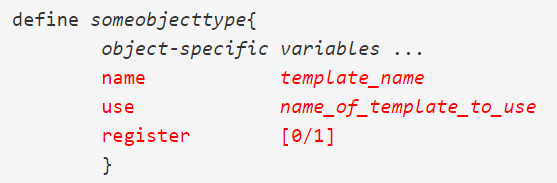 define someobjecttype{
object-specific variables ...
name template_name
use name_of_template_to_use
register [0/1]
}